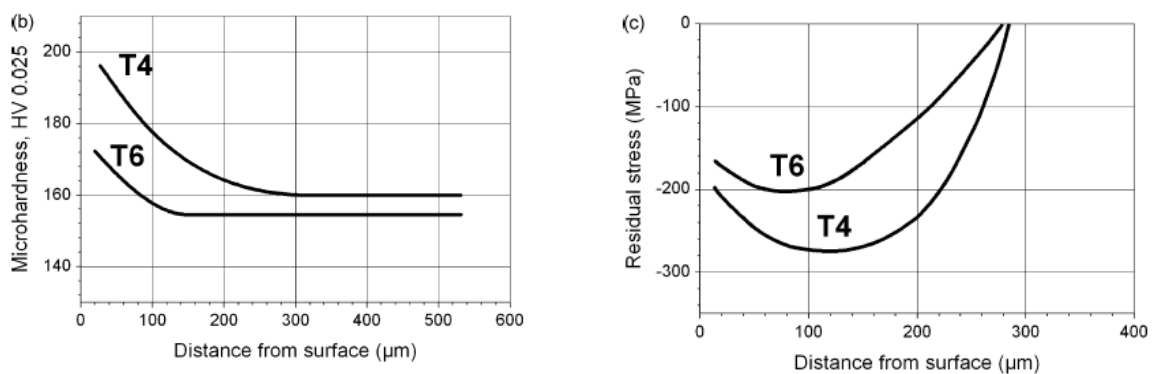 (b)
Microhardness, HV 0.025
200
180
160
140
T4
T6
0 100 200 300 400 500 600
Distance from surface (µm)
(c)
Residual stress (MPa)
0
-100
-200
-300
T6
T4
0 100 200 300 400
Distance from surface (µm)